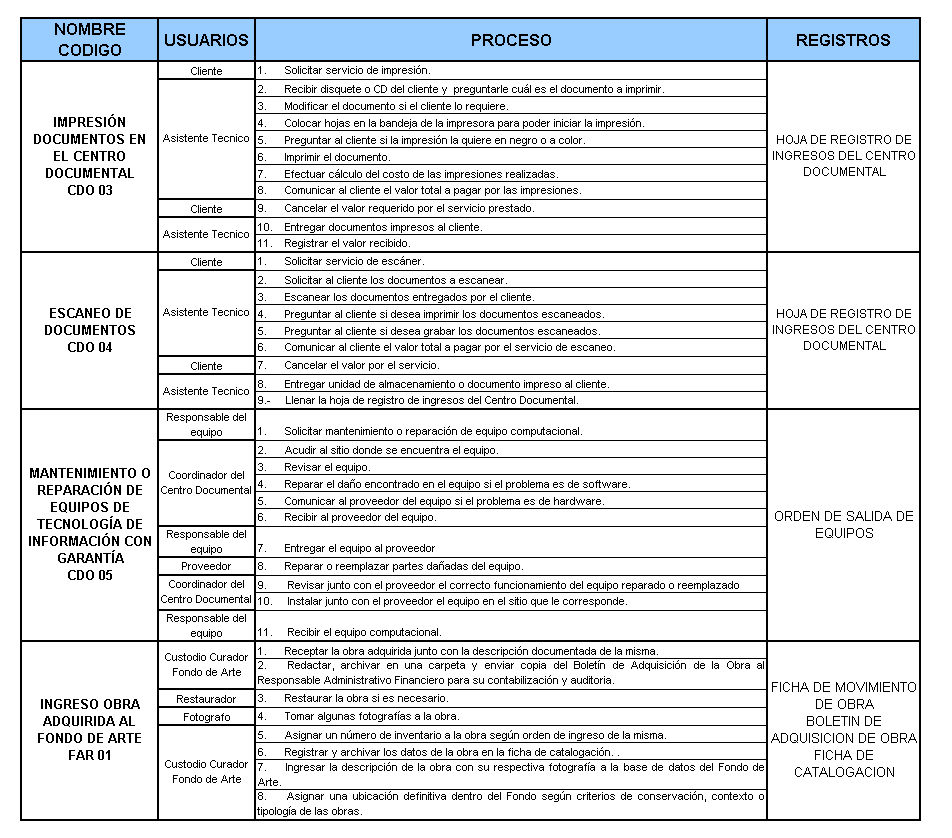 NOMBRE
CODIGO
USUARIOS
PROCESO
REGISTROS
IMPRESIÓN
DOCUMENTOS EN
EL CENTRO
DOCUMENTAL
CDO 03
Cliente
1. Solicitar servicio de impresión.
Asistente Tecnico
2. Recibir disquete o CD del cliente y preguntarle cuál es el documento a imprimir.
3. Modificar el documento si el cliente lo requiere.
4. Colocar hojas en la bandeja de la impresora para poder iniciar la impresión.
5. Preguntar al cliente si la impresión la quiere en negro o a color.
6. Imprimir el documento.
7. Efectuar cálculo del costo de las impresiones realizadas.
8. Comunicar al cliente el valor total a pagar por las impresiones.
Cliente
9. Cancelar el valor requerido por el servicio prestado.
Asistente Tecnico
10. Entregar documentos impresos al cliente.
11. Registrar el valor recibido.
HOJA DE REGISTRO DE
INGRESOS DEL CENTRO
DOCUMENTAL
ESCANEO DE
DOCUMENTOS
CDO 04
Cliente
1. Solicitar servicio de escáner.
Asistente Tecnico
2. Solicitar al cliente los documentos a escanear.
3. Escanear los documentos entregados por el cliente.
4. Preguntar al cliente si desea imprimir los documentos escaneados.
5. Preguntar al cliente si desea grabar los documentos escaneados.
6. Comunicar al cliente el valor total a pagar por el servicio de escaneo.
Cliente
7. Cancelar el valor por el servicio.
Asistente Tecnico
8. Entregar unidad de almacenamiento o documento impreso al cliente.
9.- Llenar la hoja de registro de ingresos del Centro Documental.
HOJA DE REGISTRO DE
INGRESOS DEL CENTRO
DOCUMENTAL
MANTENIMIENTO O
REPARACIÓN DE
EQUIPOS DE
TECNOLOGÍA DE
INFORMACIÓN CON
GARANTÍA
CDO 05
Responsable del
equipo
1. Solicitar mantenimiento o reparación de equipo computacional.
Coordinador del
Centro Documental
2. Acudir al sitio donde se encuentra el equipo.
3. Revisar el equipo.
4. Reparar el daño encontrado en el equipo si el problema es de software.
5. Comunicar al proveedor del equipo si el problema es de hardware.
6. Recibir al proveedor del equipo.
Responsable del
equipo
7. Entregar el equipo al proveedor
Proveedor
8. Reparar o reemplazar partes dañadas del equipo.
Coordinador del
Centro Documental
9. Revisar junto con el proveedor el correcto funcionamiento del equipo reparado o reemplazado
10. Instalar junto con el proveedor el equipo en el sitio que le corresponde.
Responsable del
equipo
11. Recibir el equipo computacional.
ORDEN DE SALIDA DE
EQUIPOS
INGRESO OBRA
ADQUIRIDA AL
FONDO DE ARTE
FAR 01
Custodio Curador
Fondo de Arte
1. Receptar la obra adquirida junto con la descripción documentada de la misma.
2. Redactar, archivar en una carpeta y enviar copia del Boletín de Adquisición de la Obra al
Responsable Administrativo Financiero para su contabilización y auditoria.
Restaurador
3. Restaurar la obra si es necesario.
Fotografo
4. Tomar algunas fotografías a la obra.
Custodio Curador
Fondo de Arte
5. Asignar un número de inventario a la obra según orden de ingreso de la misma.
6. Registrar y archivar los datos de la obra en la ficha de catalogación. .
7. Ingresar la descripción de la obra con su respectiva fotografía a la base de datos del Fondo de
Arte.
8. Asignar una ubicación definitiva dentro del Fondo según criterios de conservación, contexto o
tipología de las obras.
FICHA DE MOVIMIENTO
DE OBRA
BOLETIN DE
ADQUISICION DE OBRA
FICHA DE
CATALOGACION